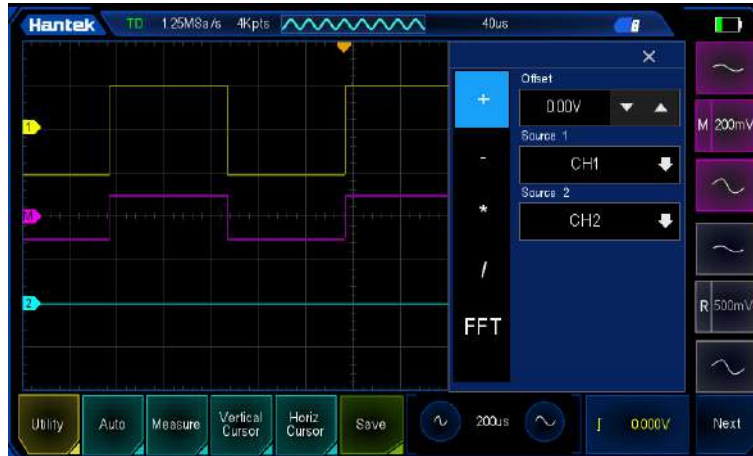 Hantek TD 1.25MSa/s 4Kpts 40us
Offset
+ 0.00V
M 200mV
1
Source 1
- CH1
Source 2
* CH2
M
/
2
R 500mV
FFT
Utility Auto Measure Vertical Cursor Horiz Cursor Save 200us 0.000V Next